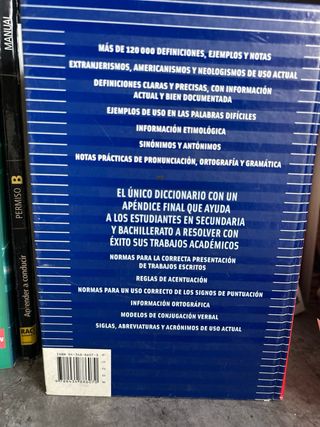 MÁS DE 120 000 DEFINICIONES, EJEMPLOS Y NOTAS
EXTRANJERISMOS, AMERICANISMOS Y NEOLOGISMOS DE USO ACTUAL
DEFINICIONES CLARAS Y PRECISAS, CON INFORMACIÓN
ACTUAL Y BIEN DOCUMENTADA
EJEMPLOS DE USO EN LAS PALABRAS DIFÍCILES
INFORMACIÓN ETIMOLÓGICA
SINÓNIMOS Y ANTÓNIMOS
NOTAS PRÁCTICAS DE PRONUNCIACIÓN, ORTOGRAFÍA Y GRAMÁTICA
EL ÚNICO DICCIONARIO CON UN
APÉNDICE FINAL QUE AYUDA
A LOS ESTUDIANTES EN SECUNDARIA
Y BACHILLERATO A RESOLVER CON
ÉXITO SUS TRABAJOS ACADÉMICOS
NORMAS PARA LA CORRECTA PRESENTACIÓN
DE TRABAJOS ESCRITOS
REGLAS DE ACENTUACIÓN
NORMAS PARA UN USO CORRECTO DE LOS SIGNOS DE PUNTUACIÓN
INFORMACIÓN ORTOGRÁFICA
MODELOS DE CONJUGACIÓN VERBAL
SIGLAS, ABREVIATURAS Y ACRÓNIMOS DE USO ACTUAL
MANUAL
PERMISO B
Aprender a conducir
RAC